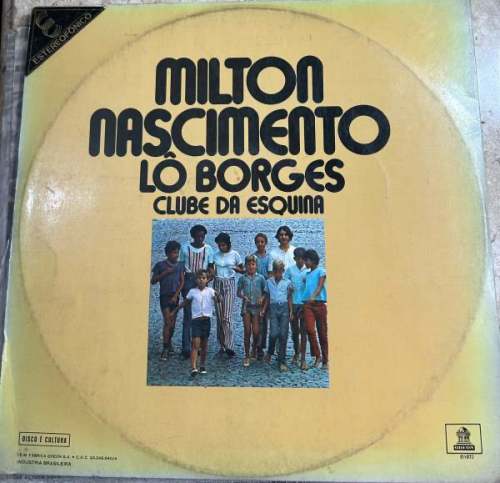 ESTEREOFÔNICO
MILTON
NASCIMENTO
LÔ BORGES
CLUBE DA ESQUINA
DISCO É CULTURA
INDÚSTRIA BRASILEIRA